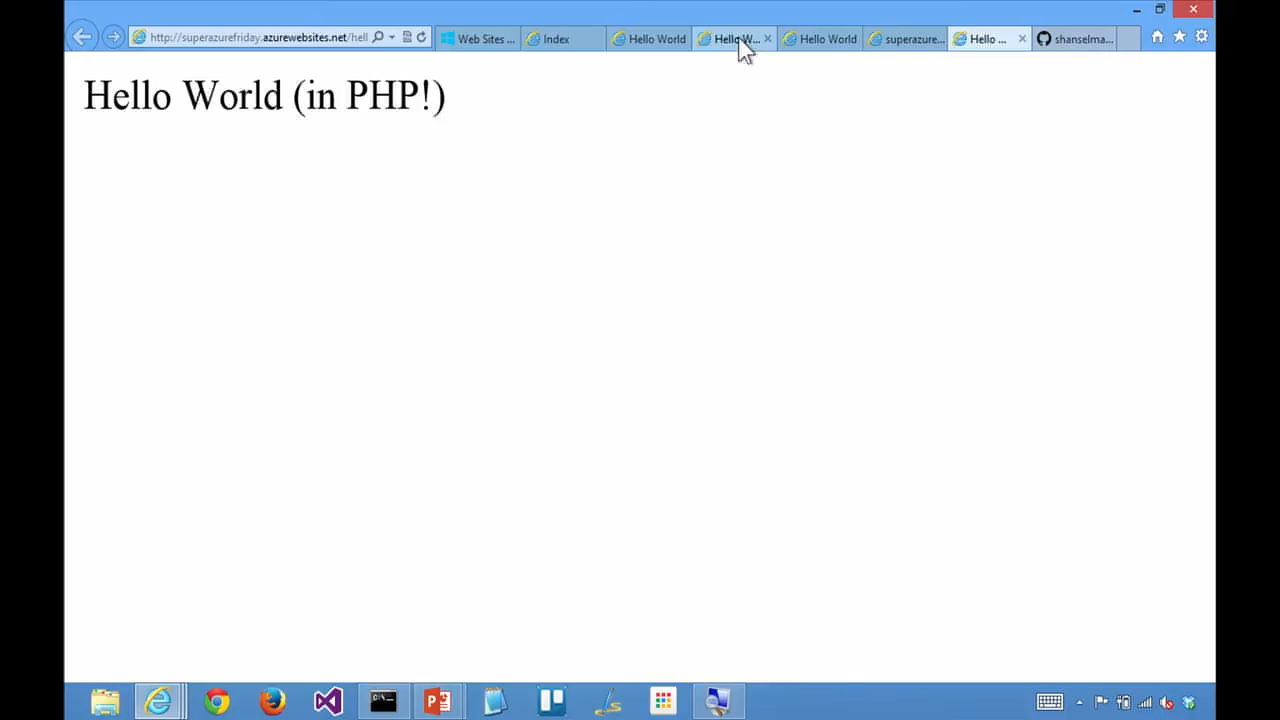 http://superazurefriday.azurewebsites.net/hell
Web Sites ...
Index
Hello World
Hello W...
Hello World
superazure...
Hello ...
shanselma...
Hello World (in PHP!)